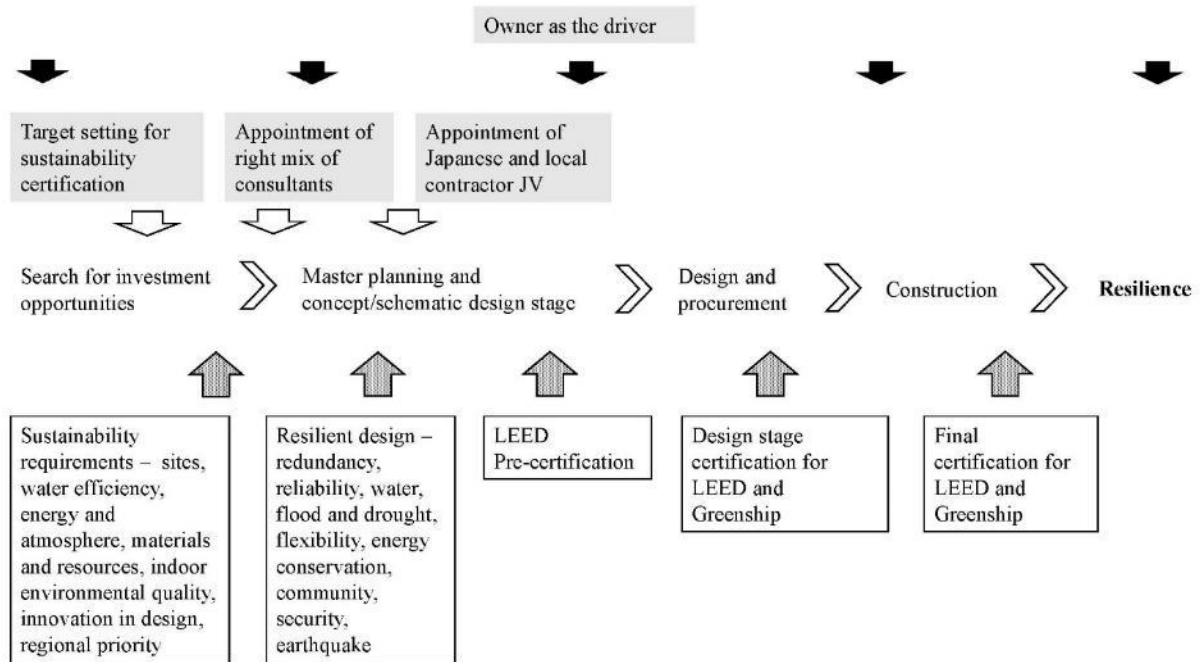 Owner as the driver
Target setting for
sustainability
certification
Appointment of
right mix of
consultants
Appointment of
Japanese and local
contractor JV
Search for investment
opportunities
Master planning and
concept/schematic design stage
Design and
procurement
Construction
Resilience
Sustainability
requirements – sites,
water efficiency,
energy and
atmosphere, materials
and resources, indoor
environmental quality,
innovation in design,
regional priority
Resilient design –
redundancy,
reliability, water,
flood and drought,
flexibility, energy
conservation,
community,
security,
earthquake
LEED
Pre-certification
Design stage
certification for
LEED and
Greenship
Final
certification for
LEED and
Greenship